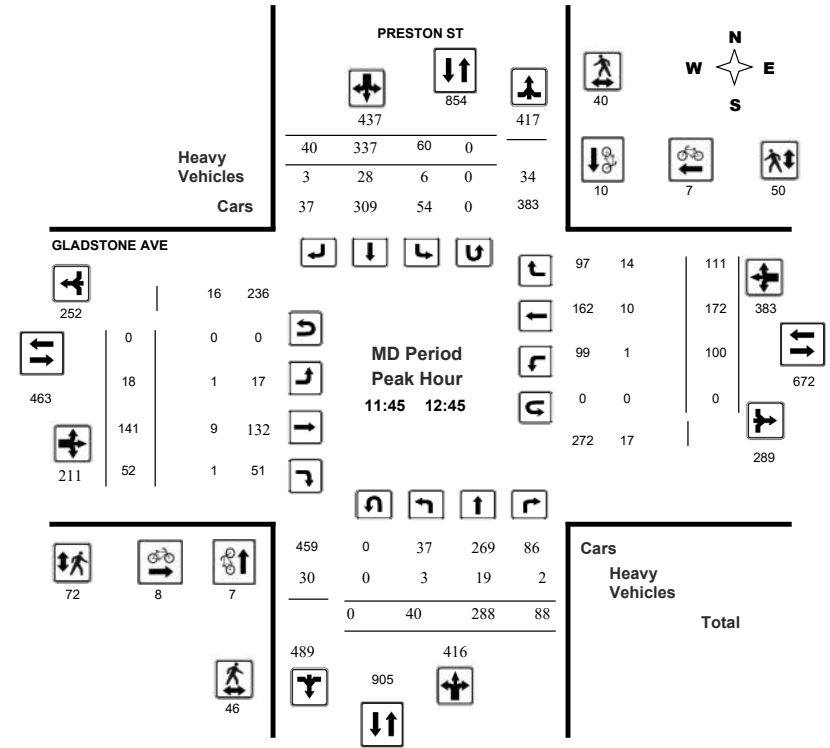 PRESTON ST
N
W E
S
854
437
417
40
40 337 60 0
Heavy
Vehicles
3 28 6 0 34
Cars
37 309 54 0 383
10
7
50
GLADSTONE AVE
252
16 236
97 14 111
383
463
0 0 0
162 10 172
672
18 1 17
99 1 100
MD Period
Peak Hour
11:45 12:45
141 9 132
0 0 0
211
52 1 51
272 17
289
459 0 37 269 86
Cars
30 0 3 19 2
Heavy
Vehicles
0 40 288 88
Total
72
8
7
489
416
905
46